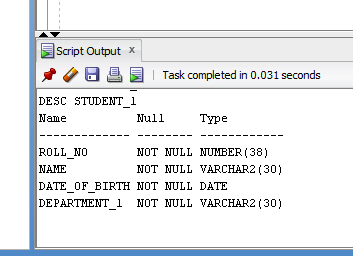 Script Output x
Task completed in 0.031 seconds
DESC STUDENT_1
Name Null Type
------------- -------- ------------
ROLL_NO NOT NULL NUMBER(38)
NAME NOT NULL VARCHAR2(30)
DATE_OF_BIRTH NOT NULL DATE
DEPARTMENT_1 NOT NULL VARCHAR2(30)